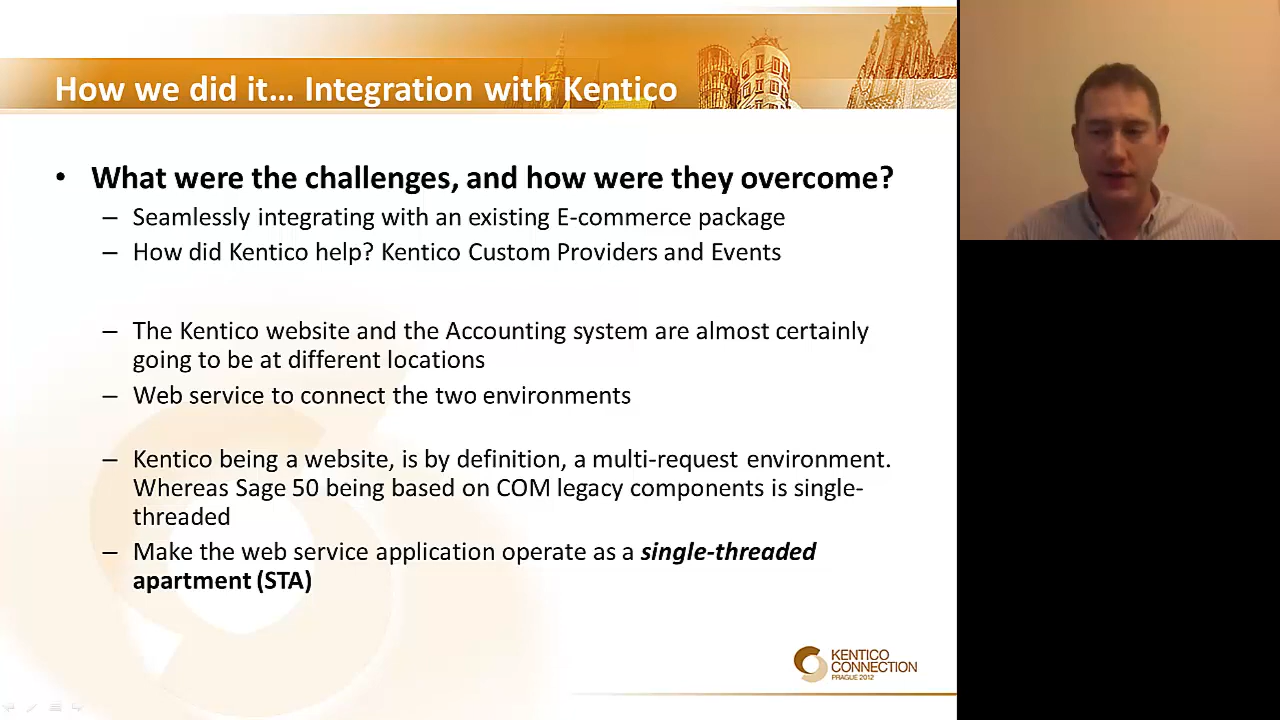 How we did it... Integration with Kentico
• What were the challenges, and how were they overcome?
– Seamlessly integrating with an existing E-commerce package
– How did Kentico help? Kentico Custom Providers and Events
– The Kentico website and the Accounting system are almost certainly
going to be at different locations
– Web service to connect the two environments
– Kentico being a website, is by definition, a multi-request environment.
Whereas Sage 50 being based on COM legacy components is single-
threaded
– Make the web service application operate as a single-threaded
apartment (STA)
KENTICO
CONNECTION
PRAGUE 2012